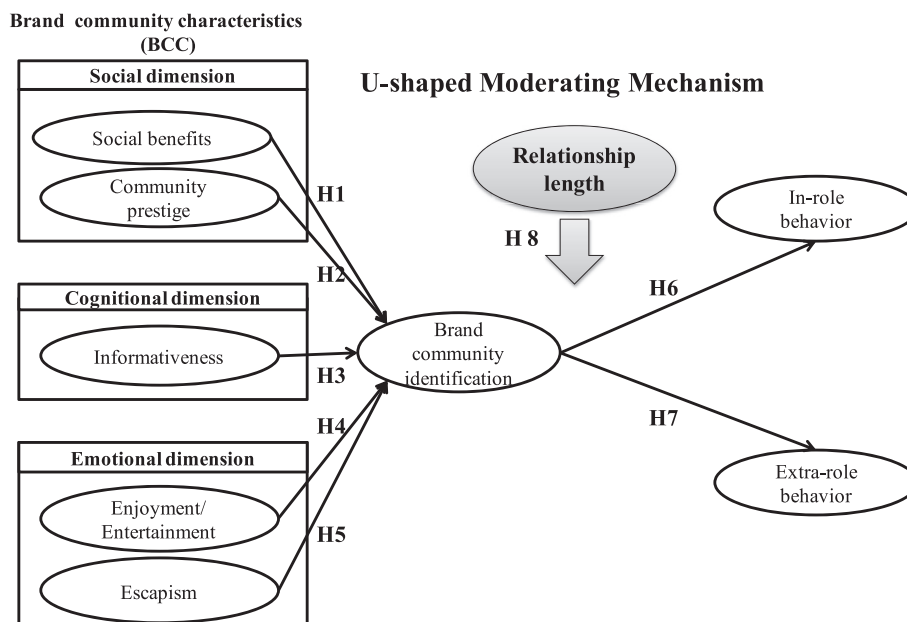 Brand community characteristics
(BCC)
Social dimension
Social benefits
Community
prestige
Cognitional dimension
Informativeness
Emotional dimension
Enjoyment/
Entertainment
Escapism
H1
H2
H3
H4
H5
U-shaped Moderating Mechanism
Relationship
length
H 8
Brand
community
identification
H6
H7
In-role
behavior
Extra-role
behavior